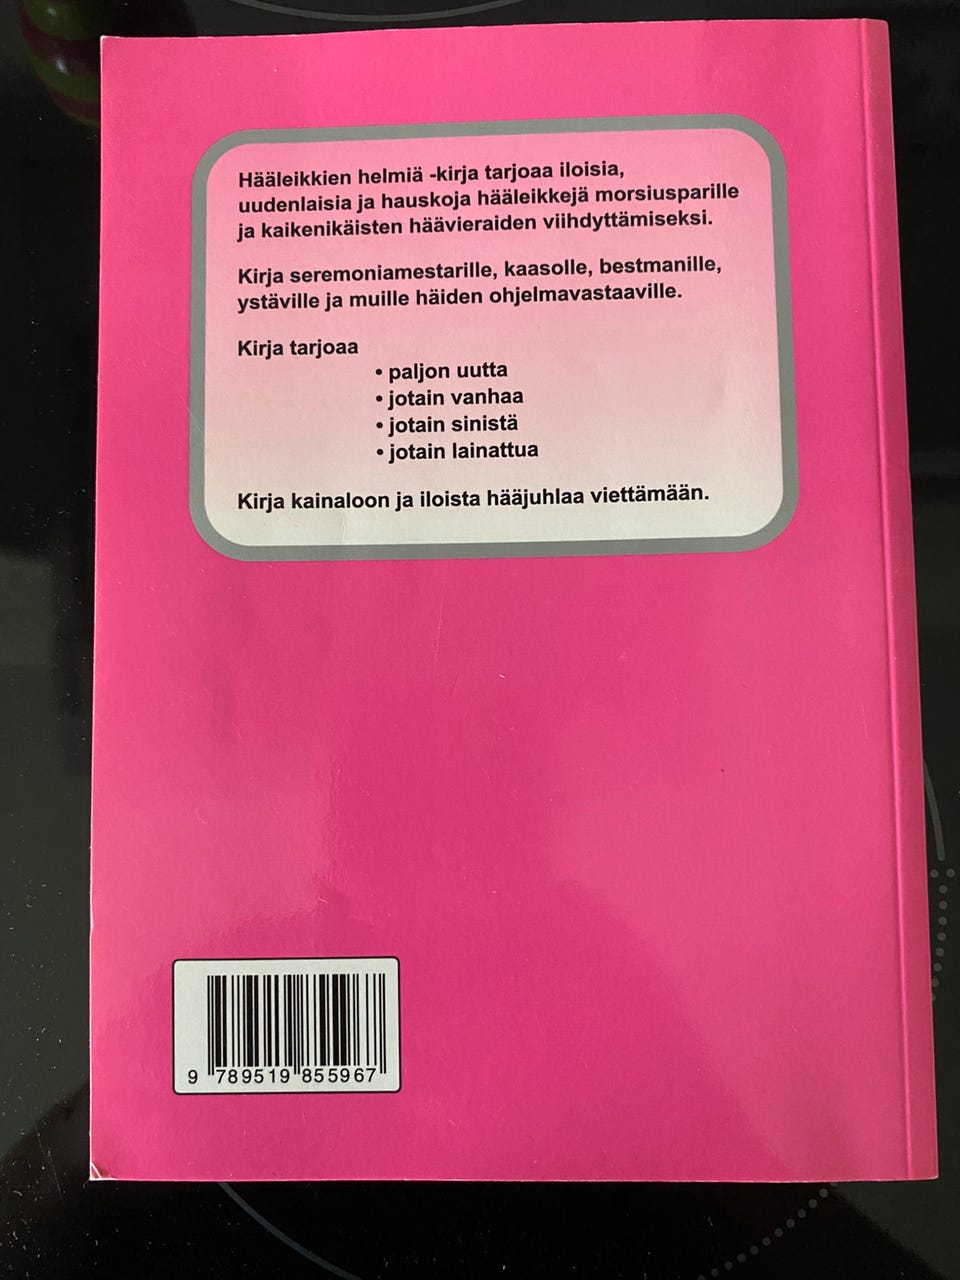 Hääleikkien helmiä -kirja tarjoaa iloisia,
uudenlaisia ja hauskoja hääleikkejä morsiusparille
ja kaikenikäisten häävieraiden viihdyttämiseksi.
Kirja seremoniamestarille, kaasolle, bestmanille,
ystäville ja muille häiden ohjelmavastaaville.
Kirja tarjoaa
• paljon uutta
• jotain vanhaa
• jotain sinistä
• jotain lainattua
Kirja kainaloon ja iloista hääjuhlaa viettämään.
9 789519 855967